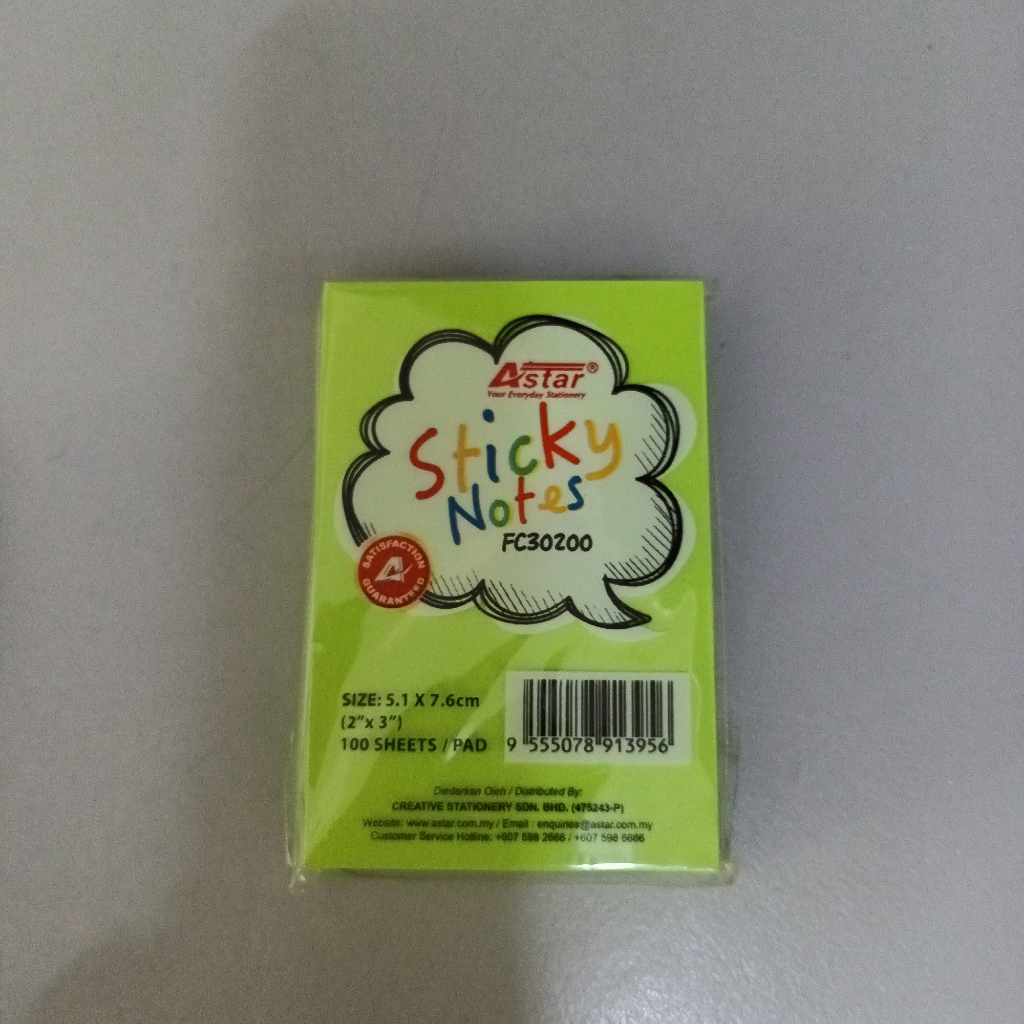 Astar®
Your Everyday Stationery
Sticky
Notes
FC30200
SATISFACTION
GUARANTEED
SIZE: 5.1 X 7.6cm
(2"x 3")
100 SHEETS / PAD
9 555078 913956
Diedarkan Oleh / Distributed By:
CREATIVE STATIONERY SDN. BHD. (475243-P)
Website: www.astar.com.my / Email : enquiries@astar.com.my
Customer Service Hotline: +607 598 2666 / +607 598 6686